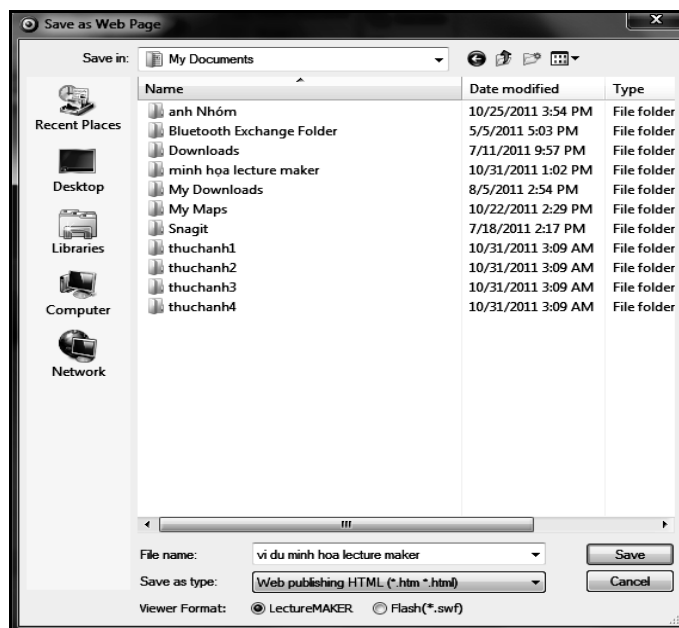 Save as Web Page
Save in: My Documents
Name Date modified Type
anh Nhóm 10/25/2011 3:54 PM File folder
Bluetooth Exchange Folder 5/5/2011 5:03 PM File folder
Downloads 7/11/2011 9:57 PM File folder
minh họa lecture maker 10/31/2011 1:02 PM File folder
My Downloads 8/5/2011 2:54 PM File folder
My Maps 10/22/2011 2:29 PM File folder
Snagit 7/18/2011 2:17 PM File folder
thuchanh1 10/31/2011 3:09 AM File folder
thuchanh2 10/31/2011 3:09 AM File folder
thuchanh3 10/31/2011 3:09 AM File folder
thuchanh4 10/31/2011 3:09 AM File folder
Recent Places
Desktop
Libraries
Computer
Network
File name: vi du minh hoa lecture maker Save
Save as type: Web publishing HTML (*.htm *.html) Cancel
Viewer Format: LectureMAKER Flash(*.swf)